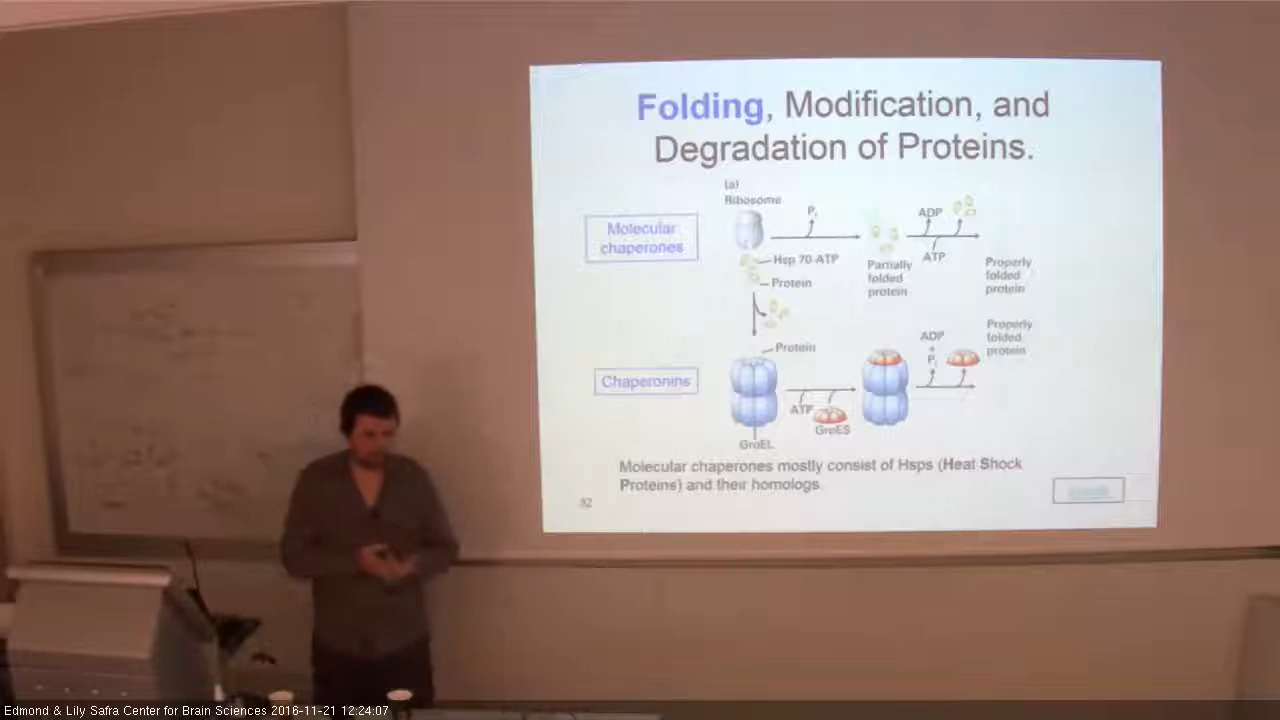 Folding, Modification, and
Degradation of Proteins.
(a)
Ribosome
Molecular
chaperones
Pi
ADP
ATP
Hsp 70-ATP
Protein
Partially
folded
protein
Properly
folded
protein
Protein
Chaperonins
ATP
GroES
GroEL
ADP
+
Pi
Properly
folded
protein
Molecular chaperones mostly consist of Hsps (Heat Shock
Proteins) and their homologs.
Edmond & Lily Safra Center for Brain Sciences 2016-11-21 12:24:07